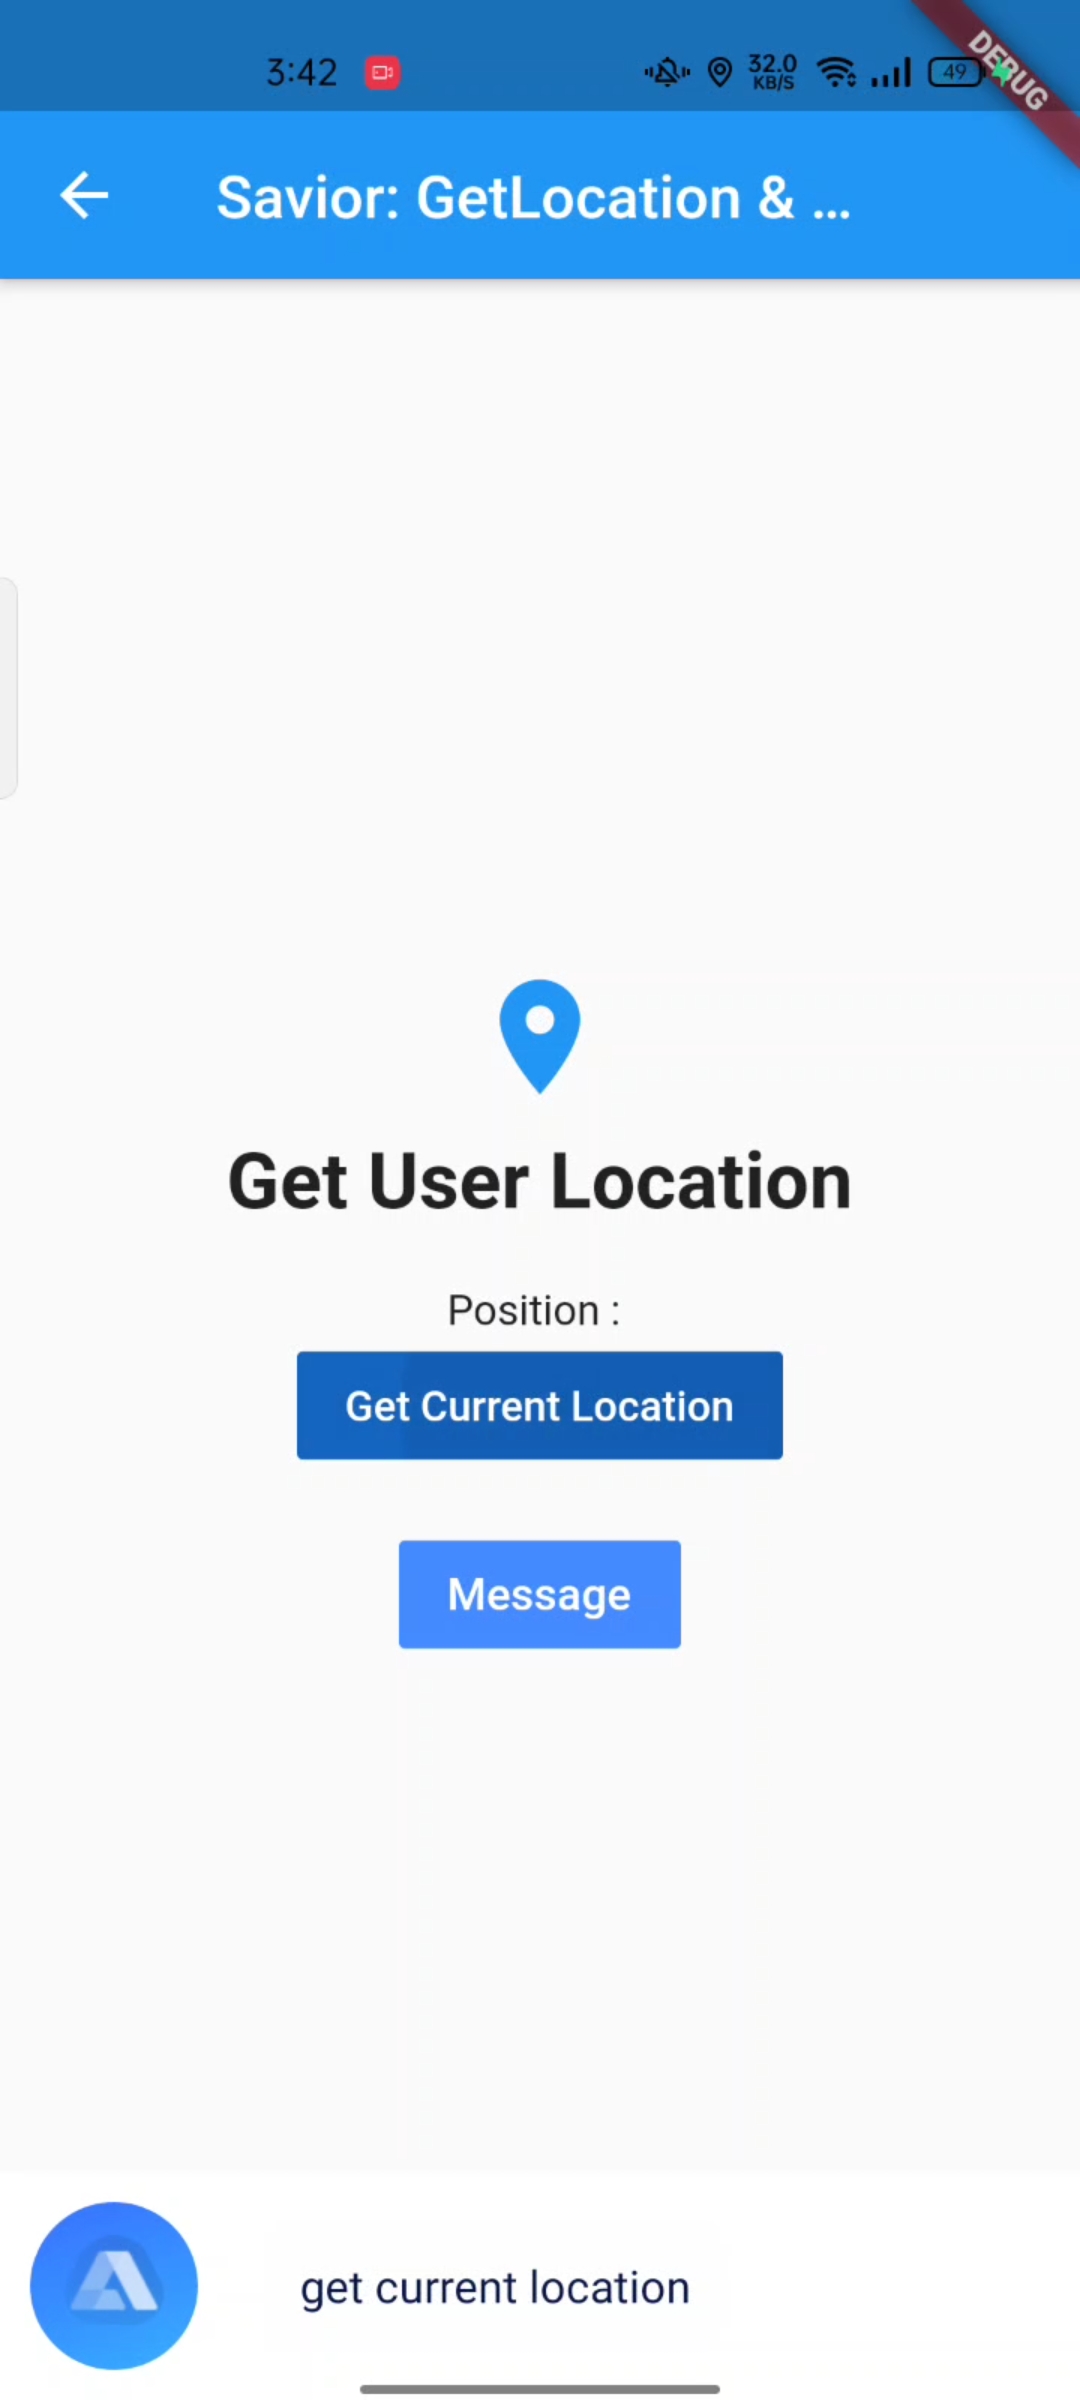 3:42
32.0
KB/S
49
DEBUG
Savior: GetLocation & ...
Get User Location
Position :
Get Current Location
Message
get current location